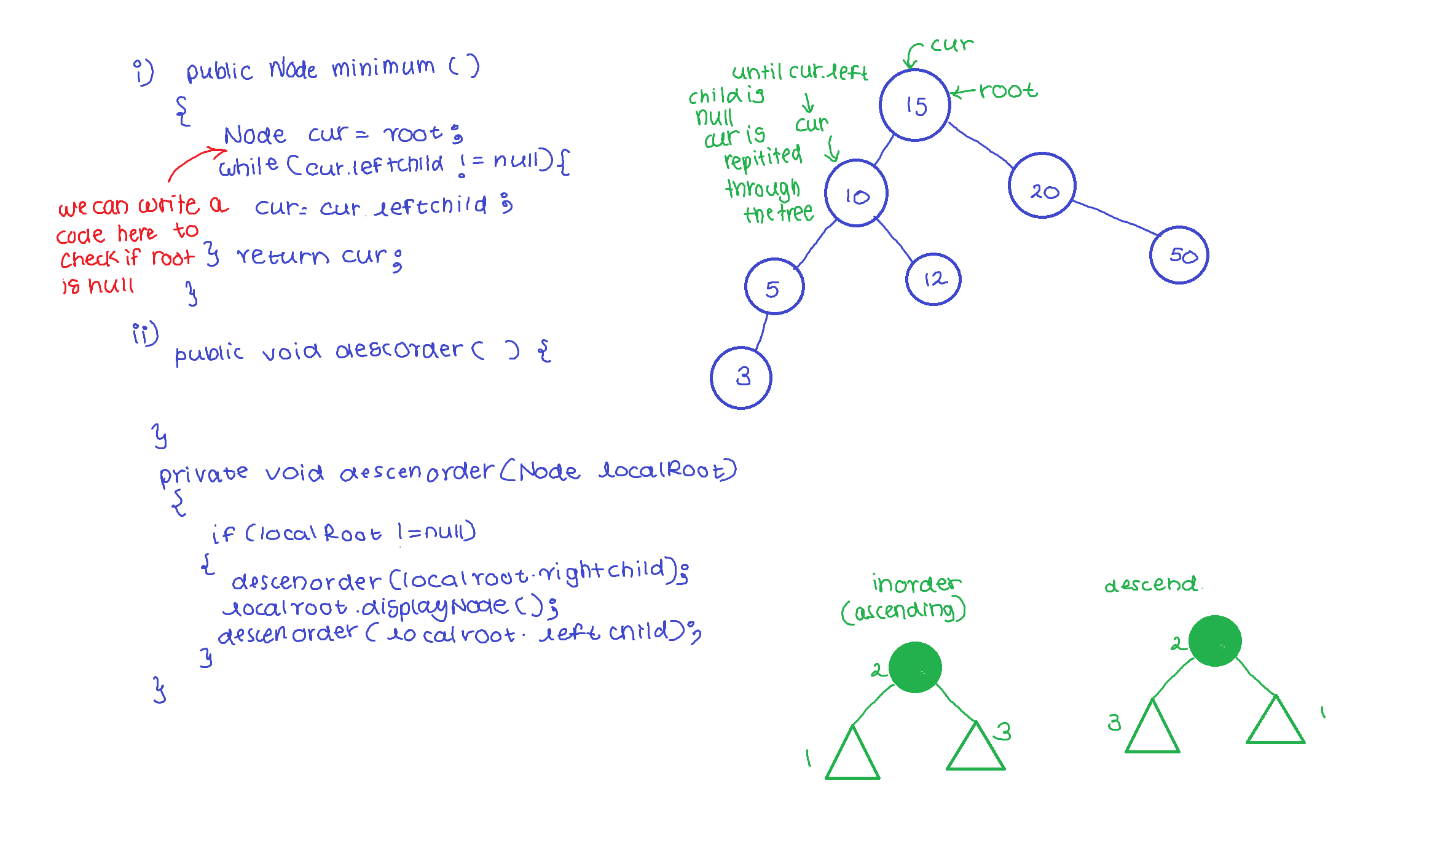 i) public Node minimum ( )
{
Node cur = root ;
while (cur.leftchild != null) {
cur = cur leftchild ;
} return cur ;
}
we can write a
code here to
check if root
is null
ii)
public void descorder ( ) {
}
private void descenorder (Node localRoot)
{
if (localRoot != null)
{
descenorder (localroot.rightchild);
localroot.displayNode ( );
descenorder ( localroot. leftchild );
}
}
cur
root
until cur.left
child is
null
cur is
repitited
through
the tree
cur
15
10
20
5
12
50
3
inorder
(ascending)
2
1
3
descend.
2
3
1